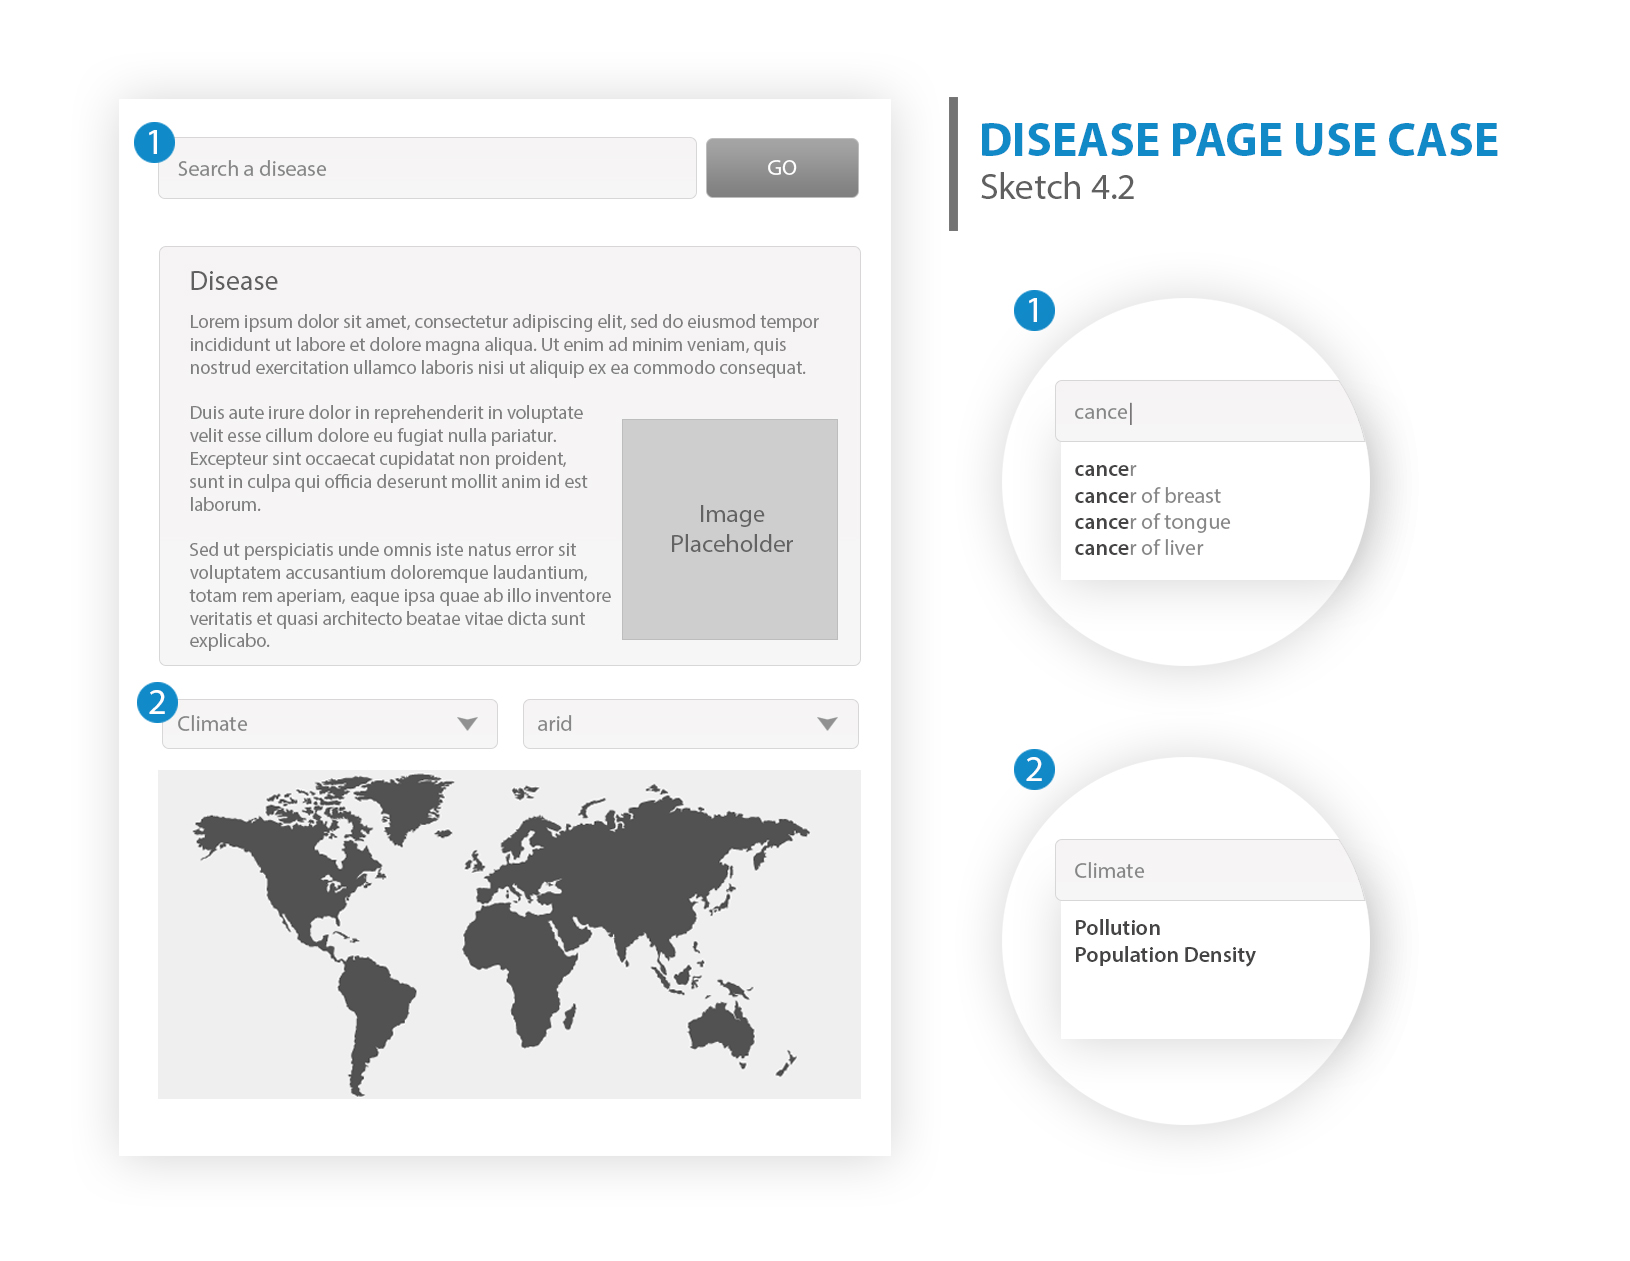 1
Search a disease
GO
Disease
Lorem ipsum dolor sit amet, consectetur adipiscing elit, sed do eiusmod tempor
incididunt ut labore et dolore magna aliqua. Ut enim ad minim veniam, quis
nostrud exercitation ullamco laboris nisi ut aliquip ex ea commodo consequat.
Duis aute irure dolor in reprehenderit in voluptate
velit esse cillum dolore eu fugiat nulla pariatur.
Excepteur sint occaecat cupidatat non proident,
sunt in culpa qui officia deserunt mollit anim id est
laborum.
Sed ut perspiciatis unde omnis iste natus error sit
voluptatem accusantium doloremque laudantium,
totam rem aperiam, eaque ipsa quae ab illo inventore
veritatis et quasi architecto beatae vitae dicta sunt
explicabo.
Image
Placeholder
2
Climate
arid
DISEASE PAGE USE CASE
Sketch 4.2
1
cance
cancer
cancer of breast
cancer of tongue
cancer of liver
2
Climate
Pollution
Population Density